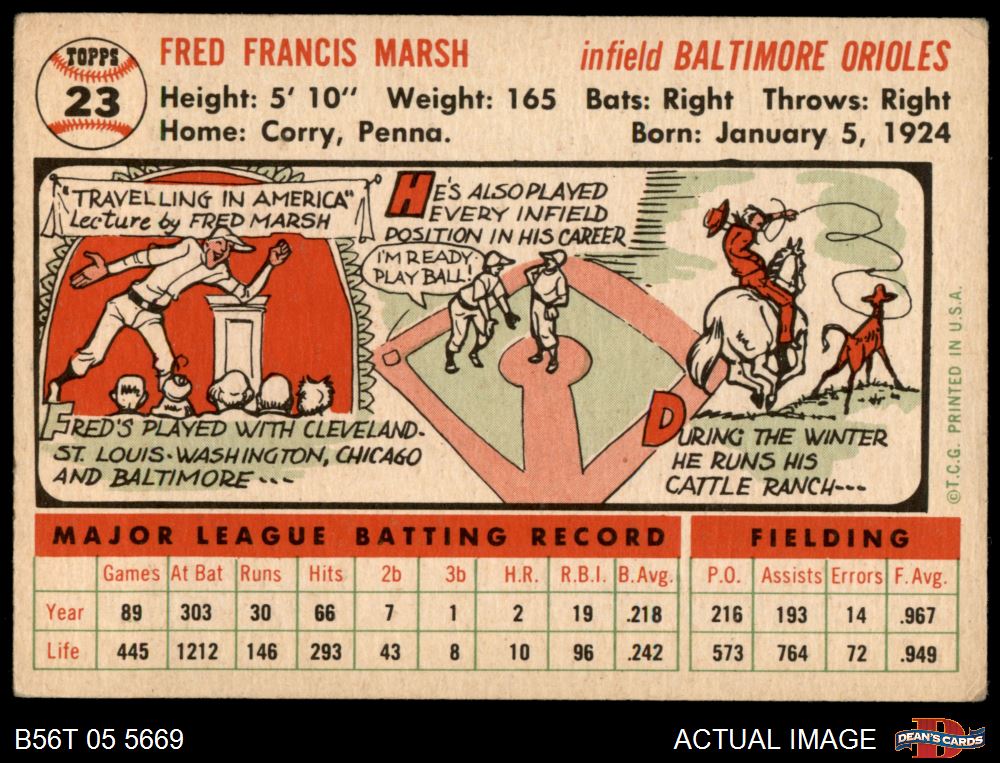 TOPPS
23
FRED FRANCIS MARSH
infield BALTIMORE ORIOLES
Height: 5' 10" Weight: 165 Bats: Right Throws: Right
Home: Corry, Penna. Born: January 5, 1924
"TRAVELLING IN AMERICA"
Lecture by FRED MARSH
FRED'S PLAYED WITH CLEVELAND-
ST. LOUIS-WASHINGTON, CHICAGO
AND BALTIMORE ---
HE'S ALSO PLAYED
EVERY INFIELD
POSITION IN HIS CAREER
I'M READY.
PLAY BALL!
DURING THE WINTER
HE RUNS HIS
CATTLE RANCH---
©T.C.G. PRINTED IN U.S.A.
MAJOR LEAGUE BATTING RECORD
Games At Bat Runs Hits 2b 3b H.R. R.B.I. B.Avg.
Year 89 303 30 66 7 1 2 19 .218
Life 445 1212 146 293 43 8 10 96 .242
FIELDING
P.O. Assists Errors F. Avg.
216 193 14 .967
573 764 72 .949
B56T 05 5669
ACTUAL IMAGE
D
DEAN'S CARDS